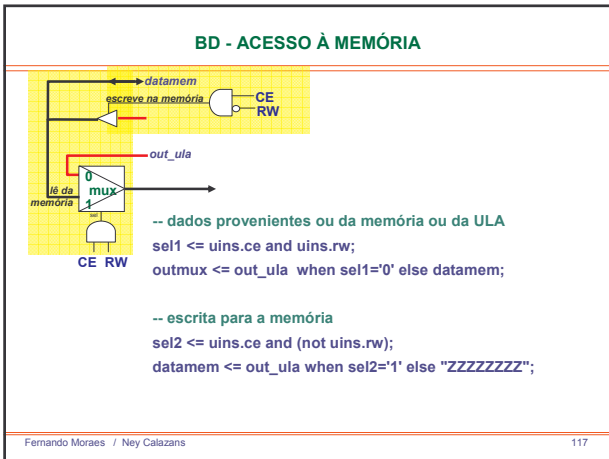 BD - ACESSO À MEMÓRIA
datamem
escreve na memória
CE
RW
out_ula
0
lê da
mux
memória
1
sel
CE RW
-- dados provenientes ou da memória ou da ULA
sel1 <= uins.ce and uins.rw;
outmux <= out_ula when sel1='0' else datamem;
-- escrita para a memória
sel2 <= uins.ce and (not uins.rw);
datamem <= out_ula when sel2='1' else "ZZZZZZZZ";
Fernando Moraes / Ney Calazans
117